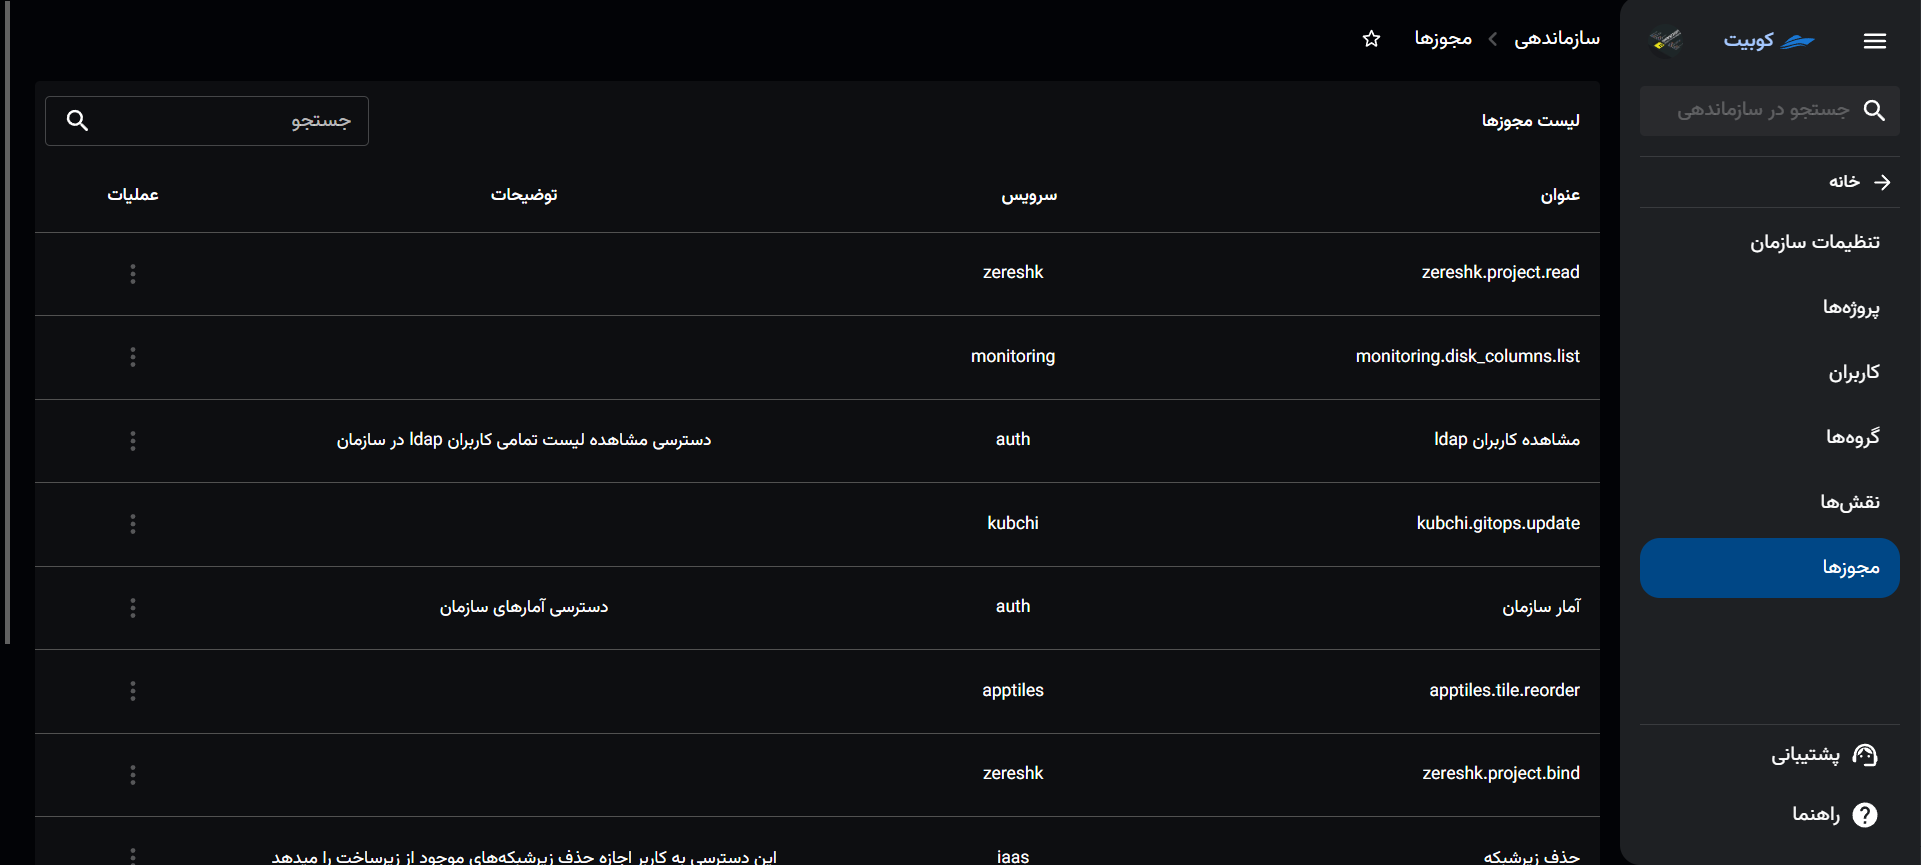 کوبیت
جستجو در سازماندهی
خانه
تنظیمات سازمان
پروژه‌ها
کاربران
گروه‌ها
نقش‌ها
مجوزها
پشتیبانی
راهنما
سازماندهی
مجوزها
لیست مجوزها
جستجو
عنوان سرویس توضیحات عملیات
zereshk.project.read zereshk
monitoring.disk_columns.list monitoring
مشاهده کاربران ldap auth دسترسی مشاهده لیست تمامی کاربران ldap در سازمان
kubchi.gitops.update kubchi
آمار سازمان auth دسترسی آمارهای سازمان
apptiles.tile.reorder apptiles
zereshk.project.bind zereshk
حذف زیرشبکه iaas این دسترسی به کاربر اجازه حذف زیرشبکه‌های موجود از زیرساخت را میدهد